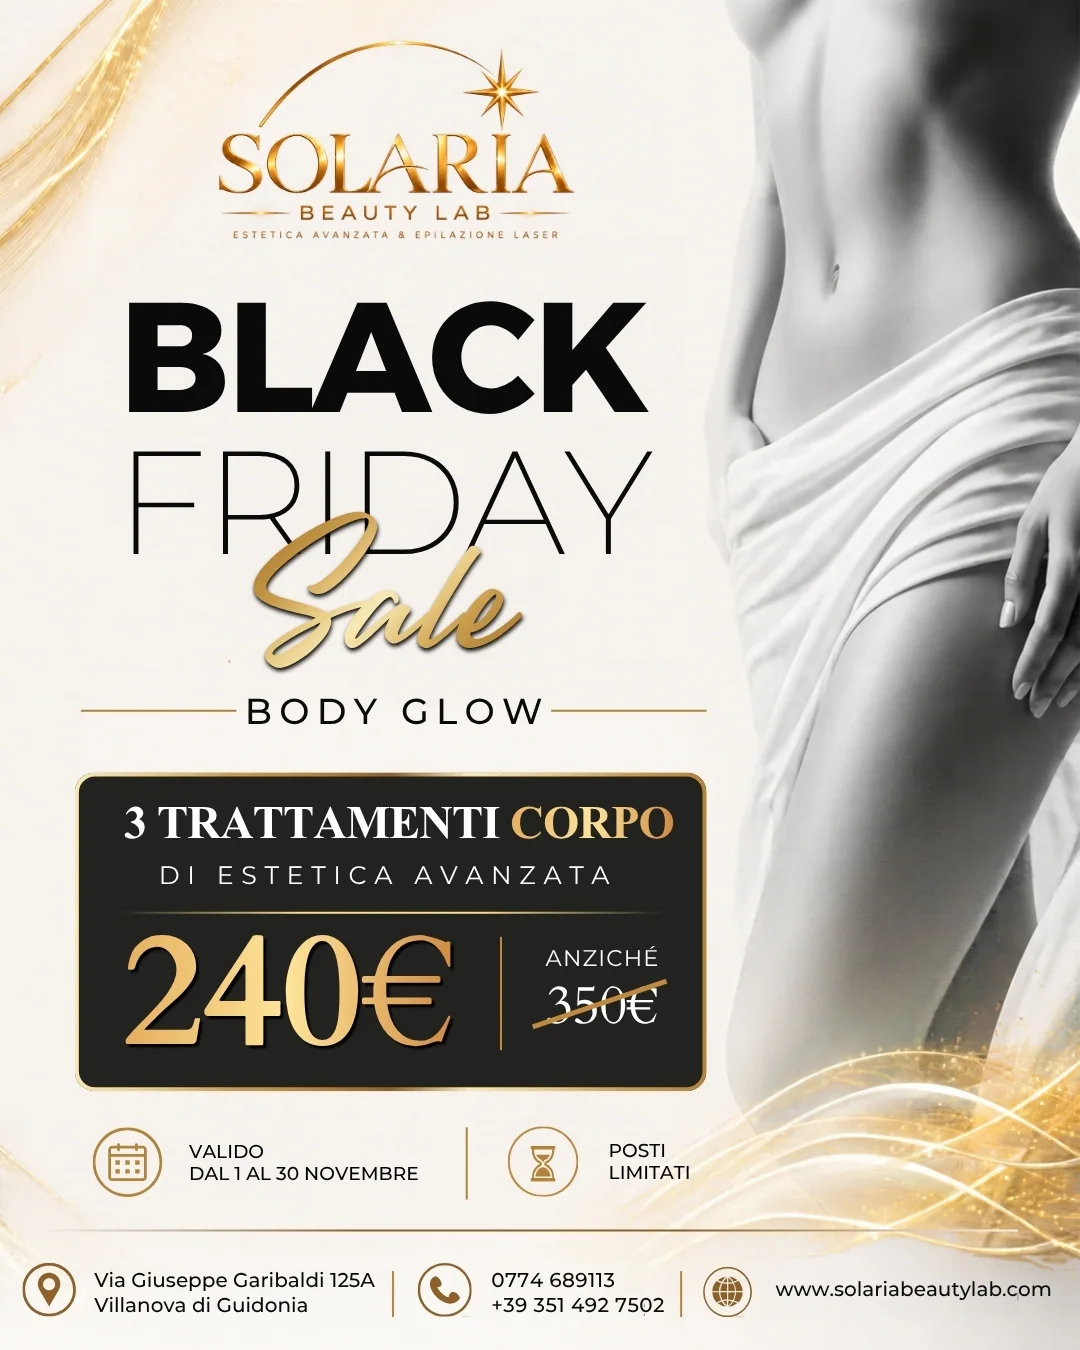 SOLARIA
BEAUTY LAB
ESTETICA AVANZATA & EPILAZIONE LASER
BLACK
FRIDAY
Sale
BODY GLOW
3 TRATTAMENTI CORPO
DI ESTETICA AVANZATA
240€
ANZICHÉ
350€
VALIDO
DAL 1 AL 30 NOVEMBRE
POSTI
LIMITATI
Via Giuseppe Garibaldi 125A
Villanova di Guidonia
0774 689113
+39 351 492 7502
www.solariabeautylab.com